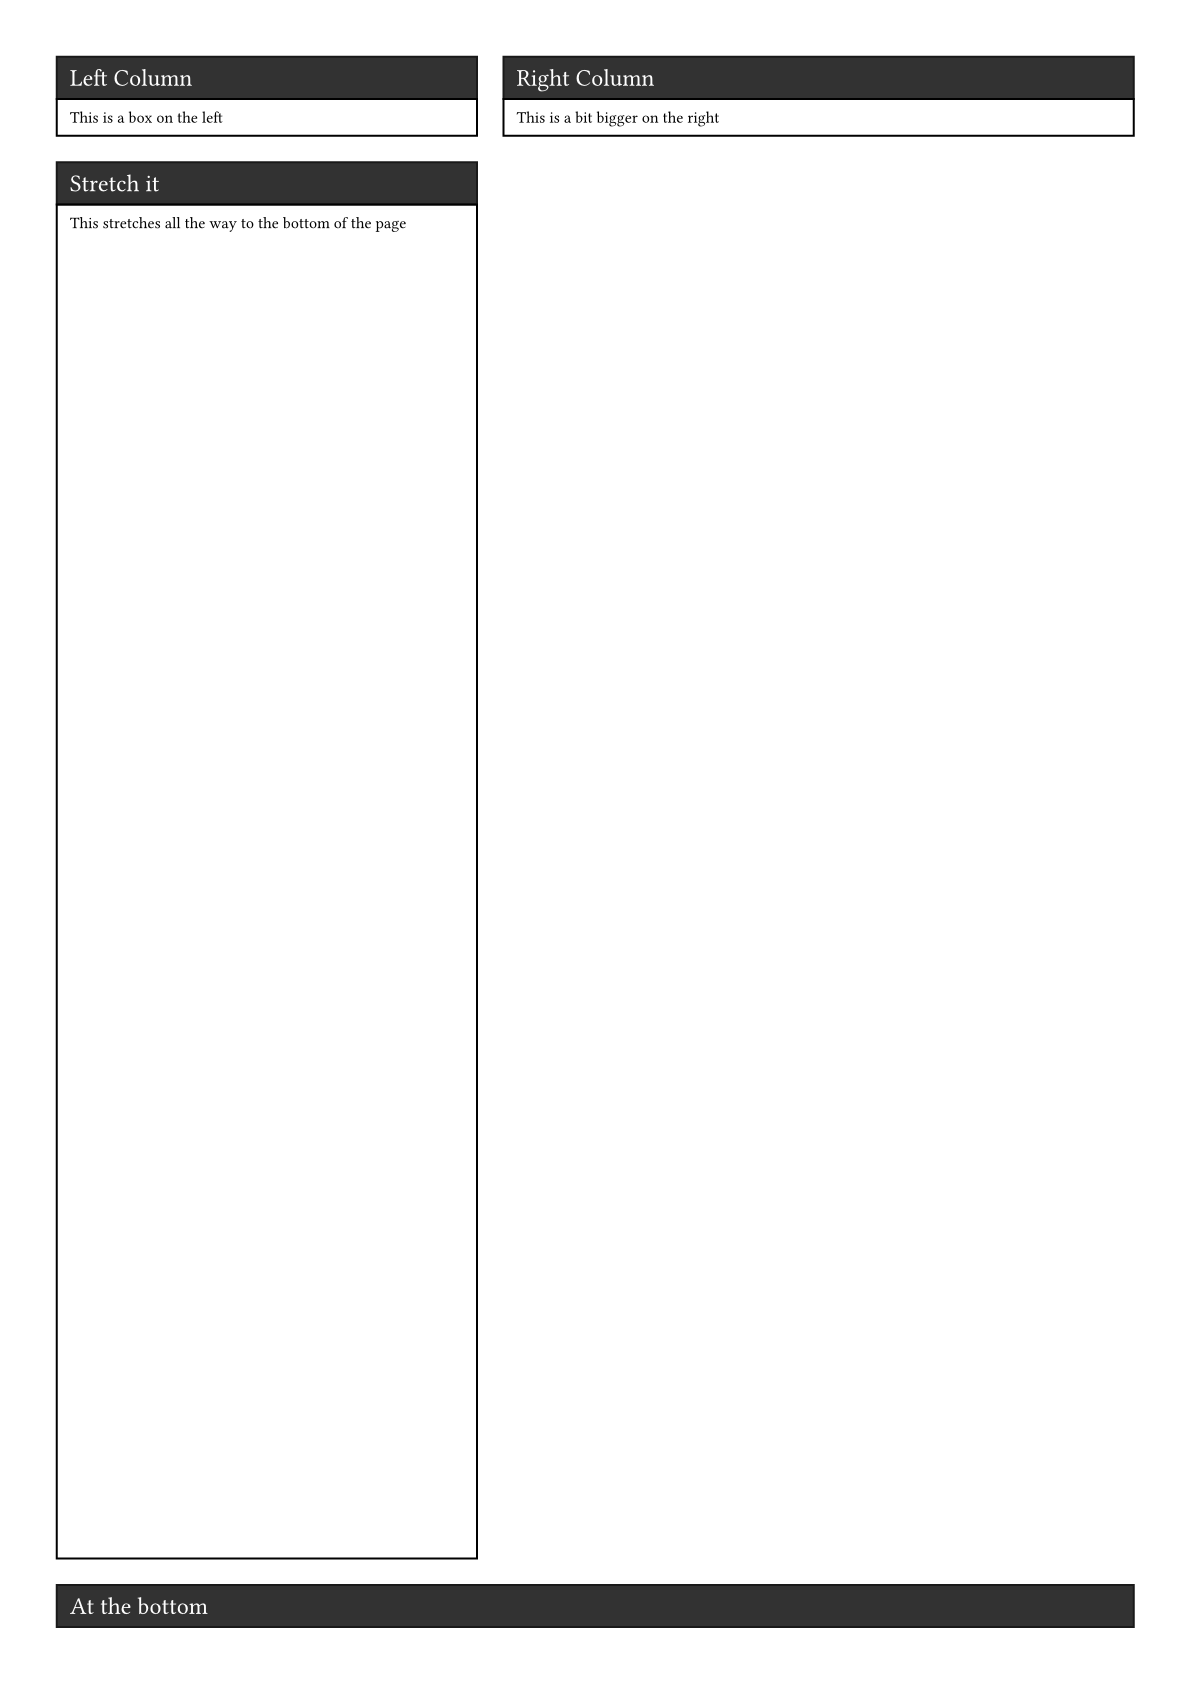 Left Column
This is a box on the left
Stretch it
This stretches all the way to the bottom of the page
Right Column
This is a bit bigger on the right
At the bottom